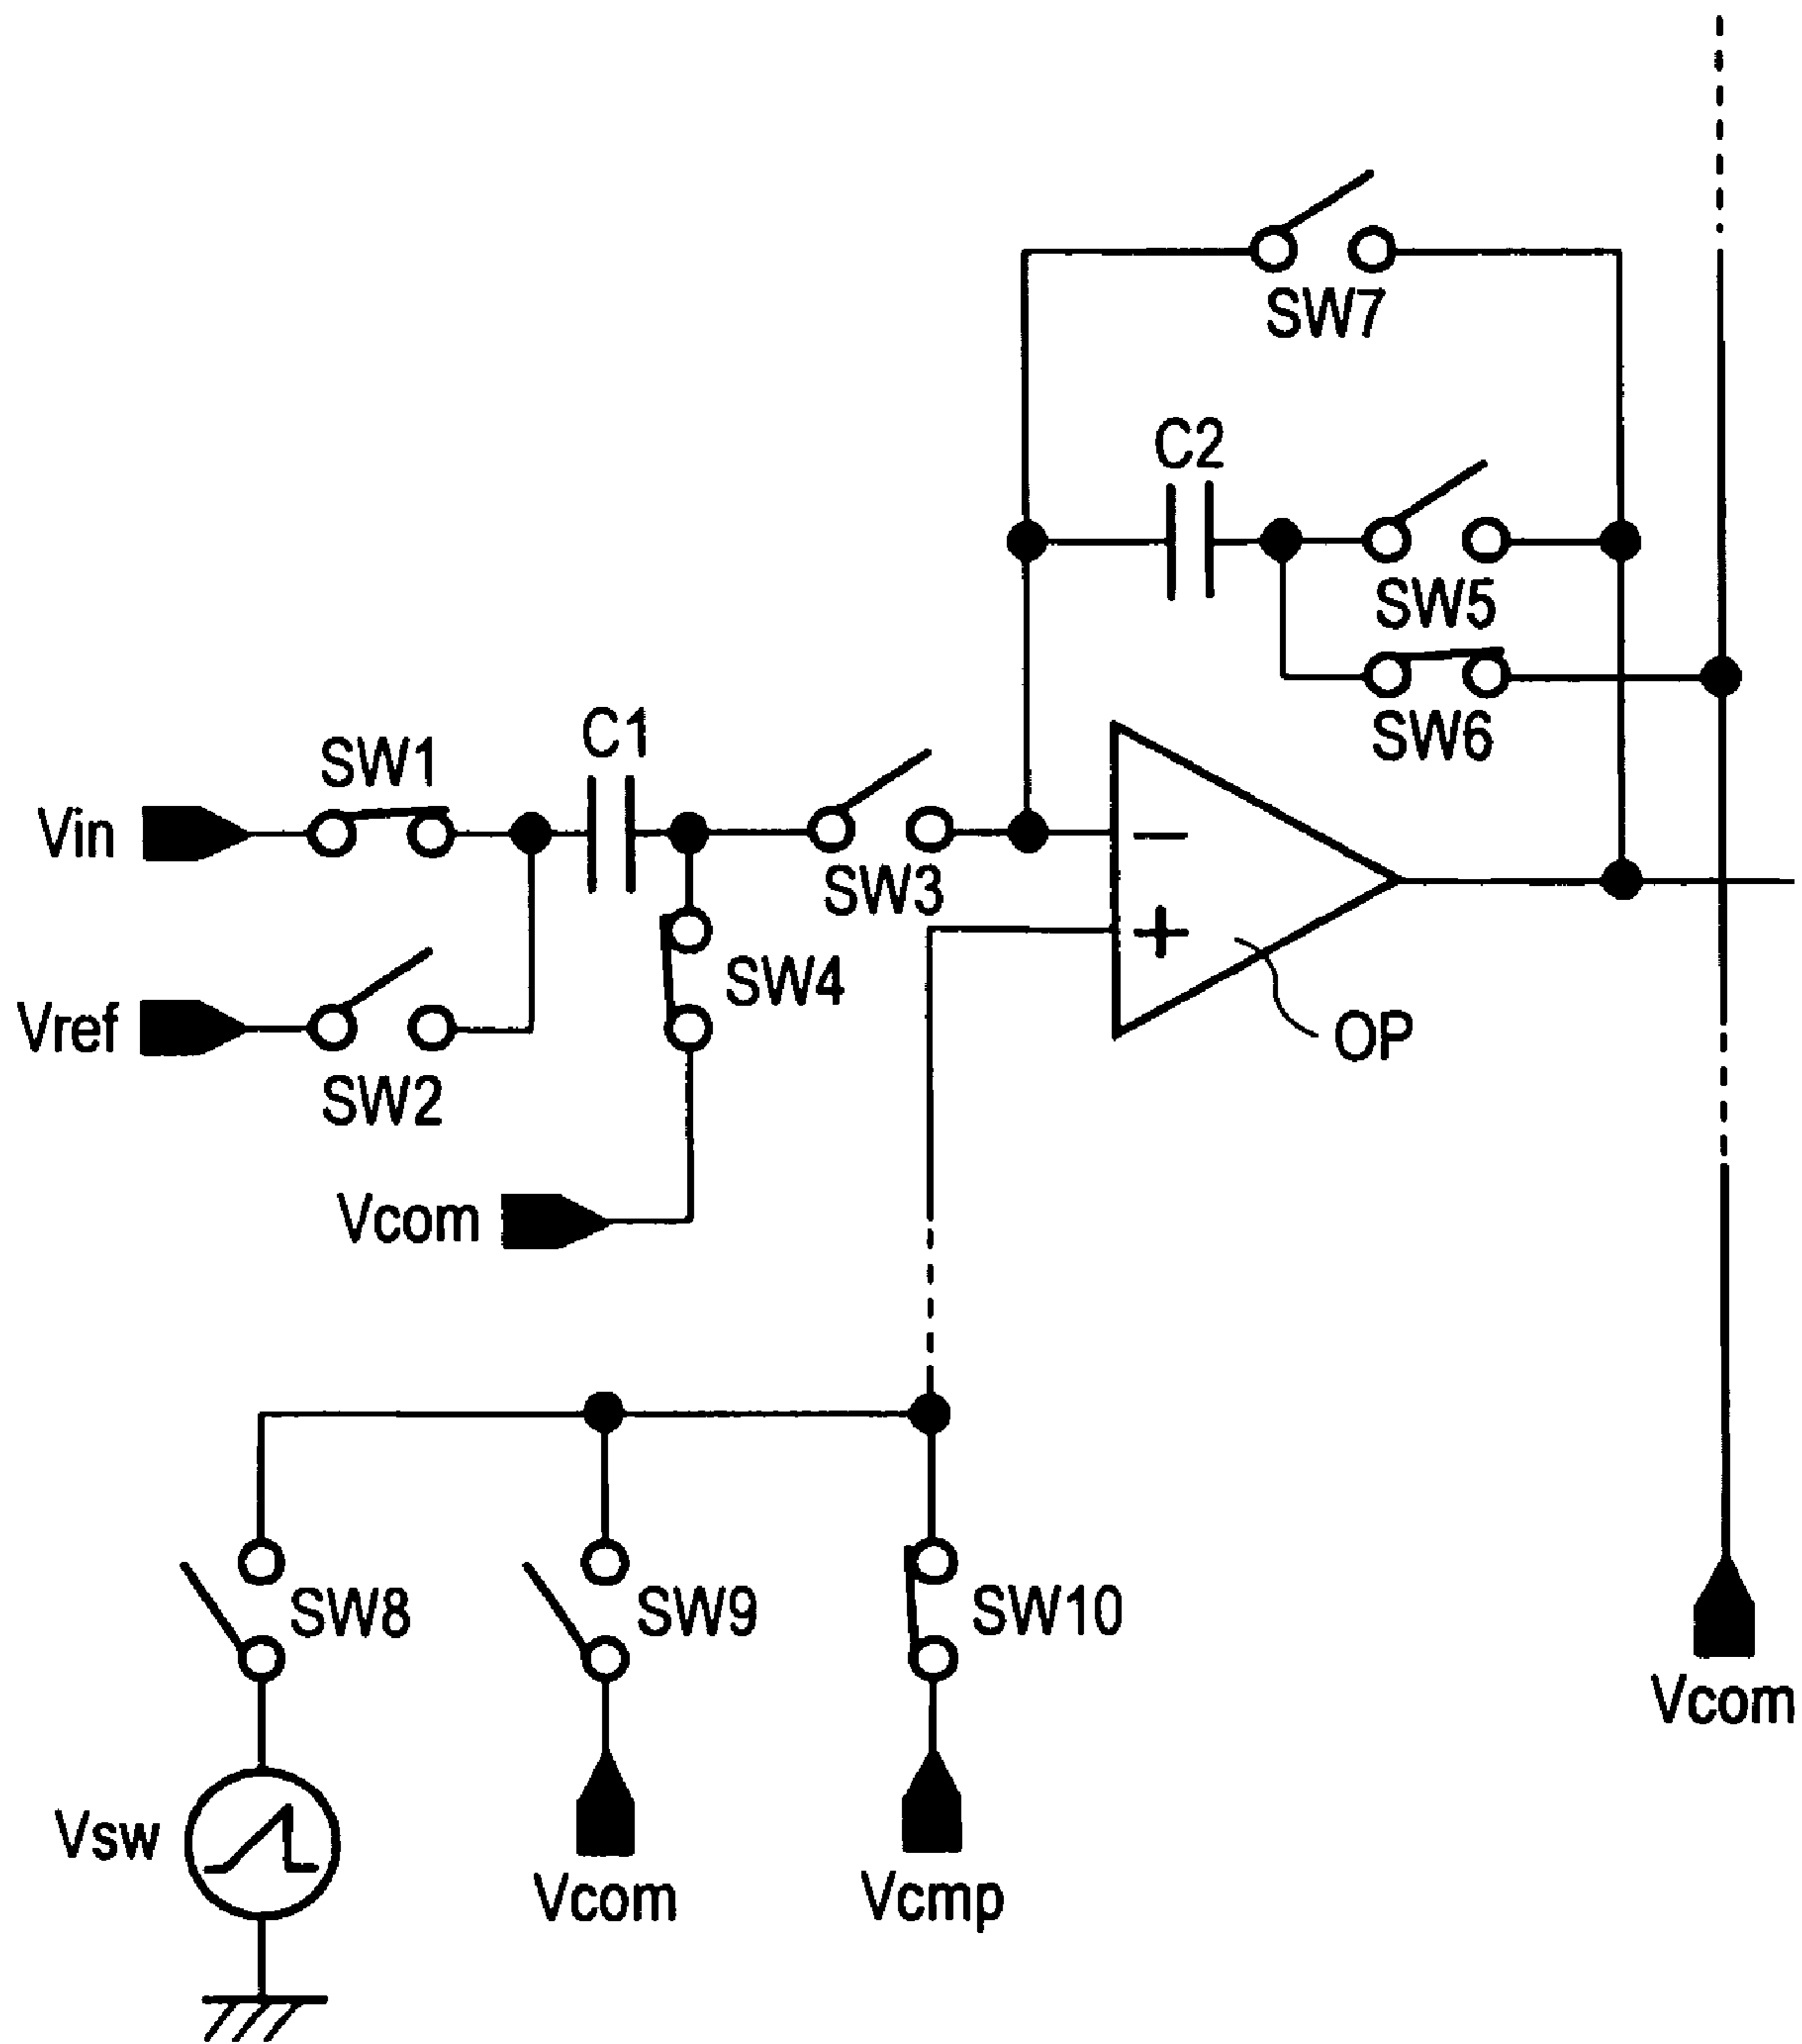 SW7
C2
SW5
SW6
C1
SW1
Vin
SW3
−
+
SW4
Vref
SW2
OP
Vcom
SW8
SW9
SW10
Vcom
Vsw
Vcom
Vcmp